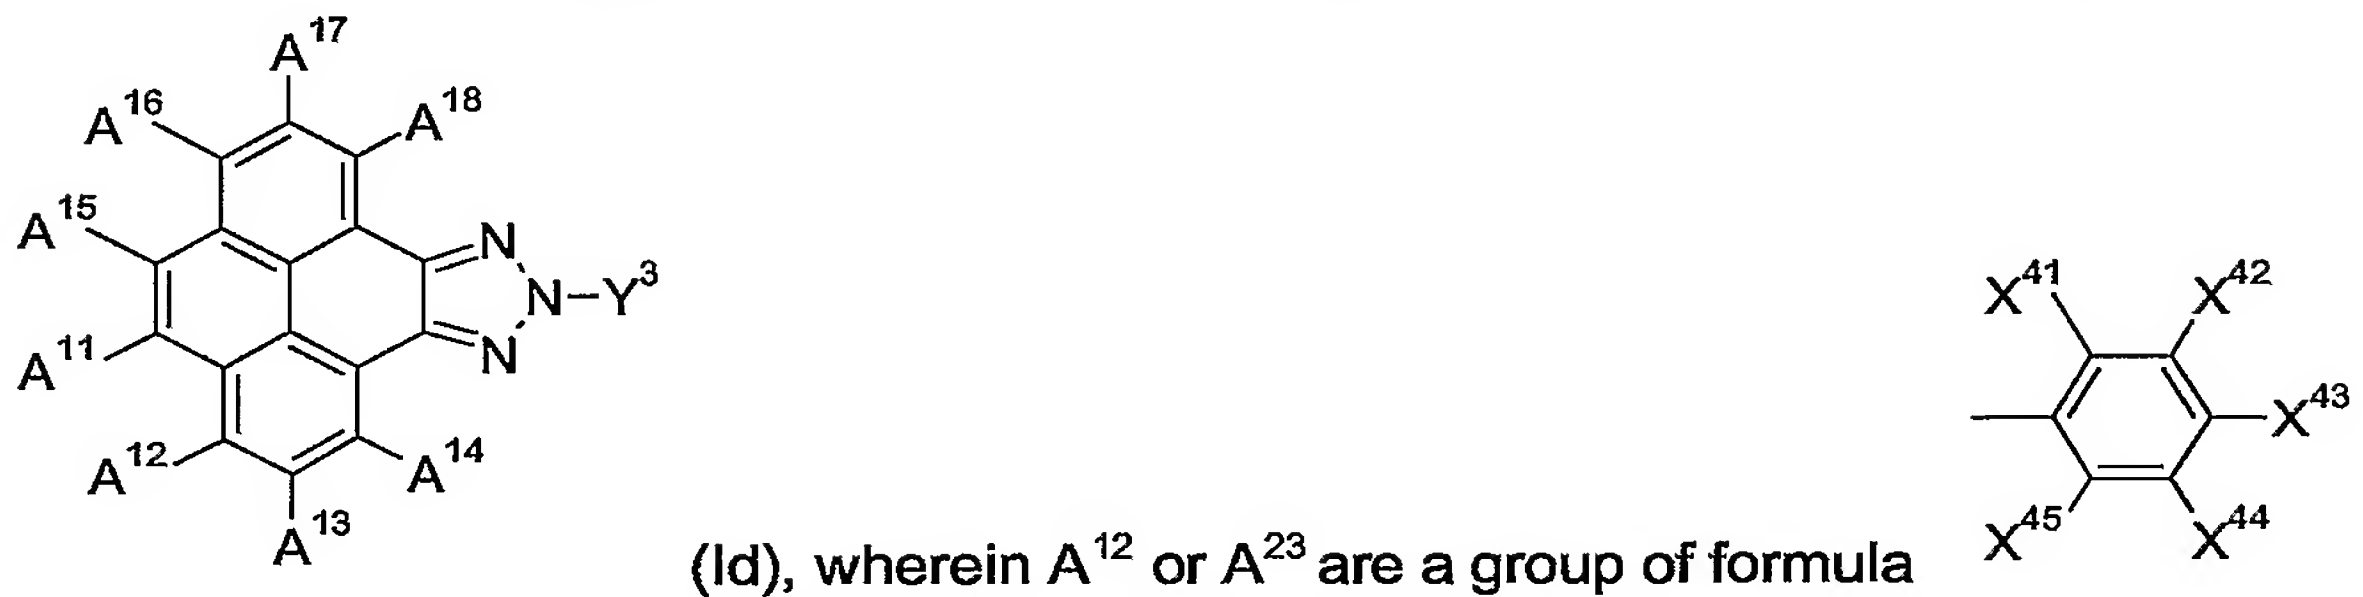 A¹⁷
A¹⁶ A¹⁸
A¹⁵ N
N–Y³
A¹¹ N
A¹² A¹⁴
A¹³
X⁴¹ X⁴²
X⁴³
X⁴⁵ X⁴⁴
(Id), wherein A¹² or A²³ are a group of formula